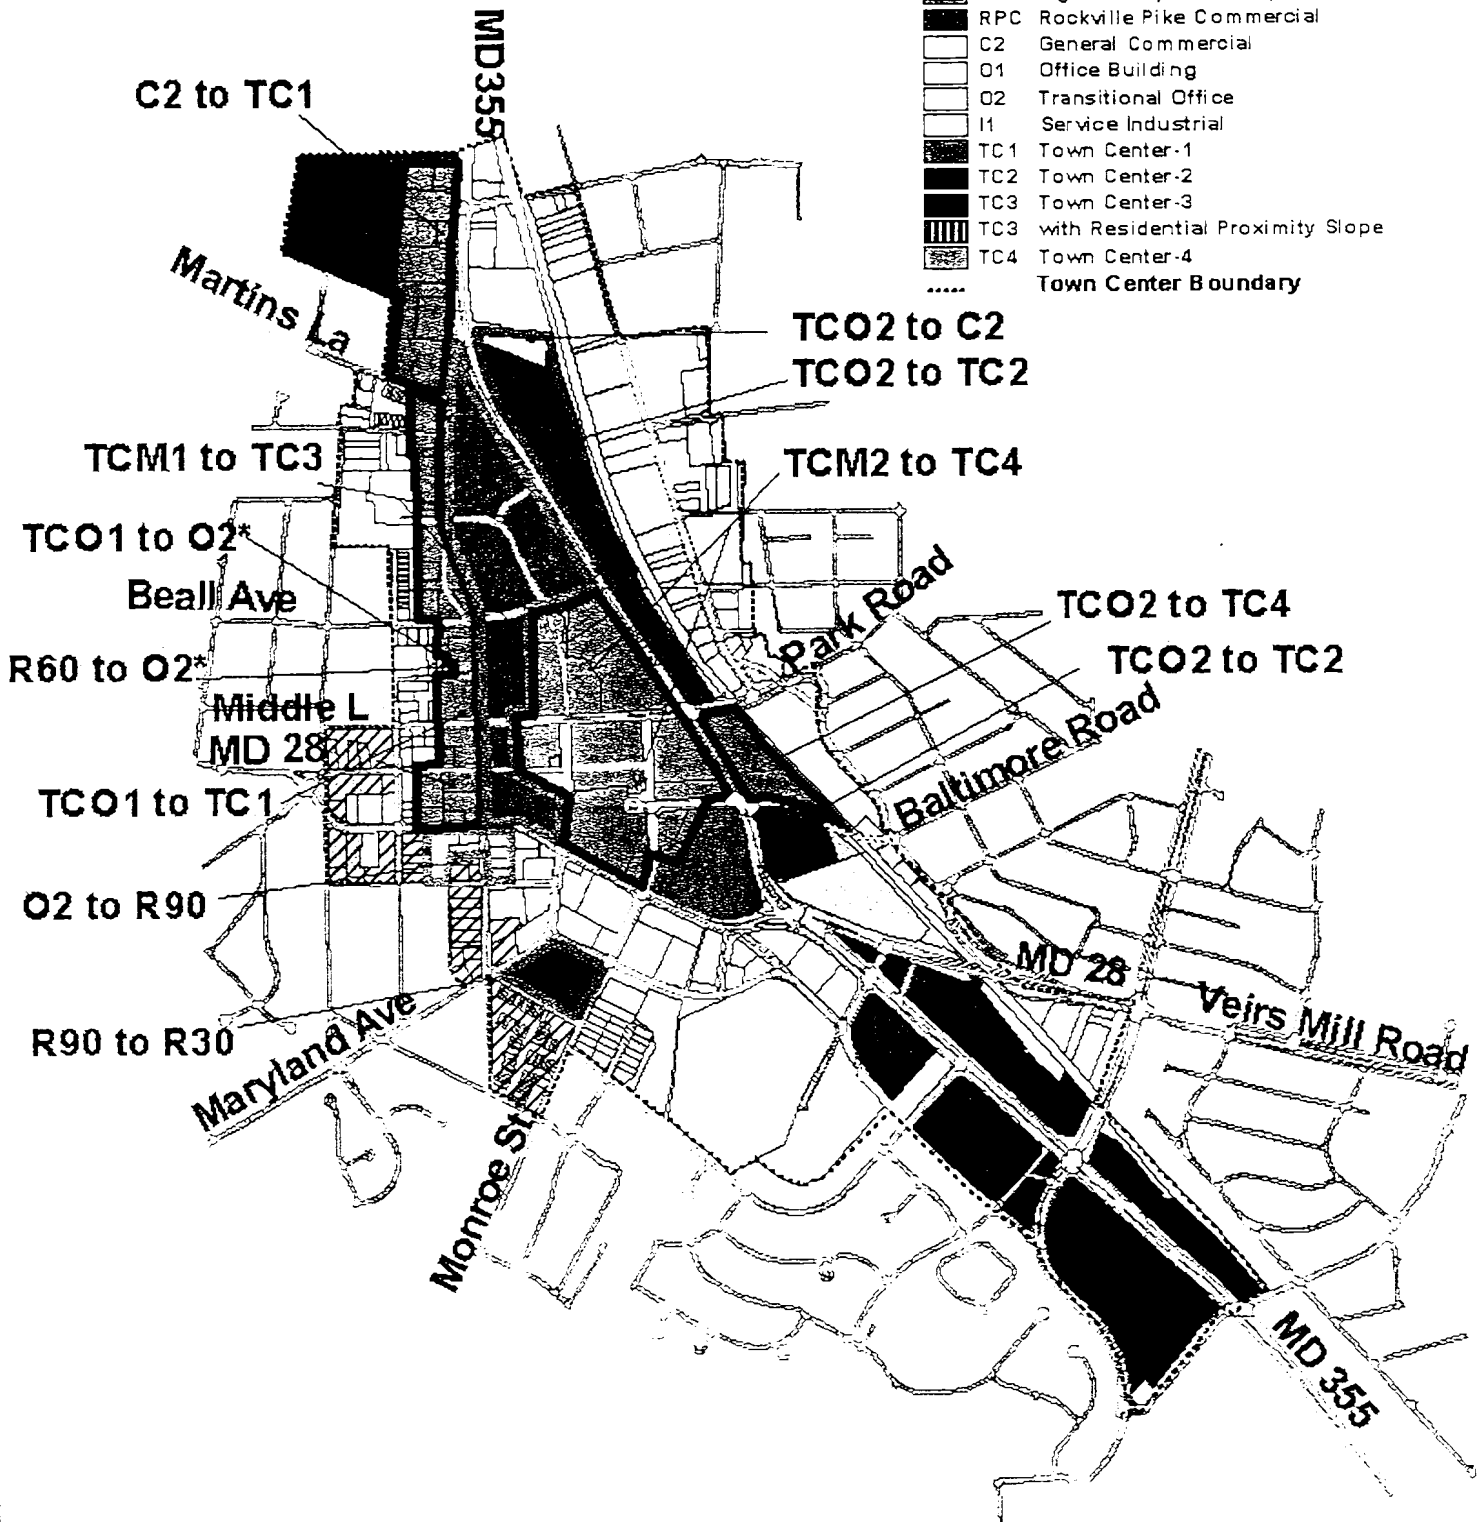 RPC Rockville Pike Commercial
C2 General Commercial
O1 Office Building
O2 Transitional Office
I1 Service Industrial
TC1 Town Center-1
TC2 Town Center-2
TC3 Town Center-3
TC3 with Residential Proximity Slope
TC4 Town Center-4
Town Center Boundary
MD355
C2 to TC1
Martins La
TCO2 to C2
TCO2 to TC2
TCM1 to TC3
TCM2 to TC4
TCO1 to O2*
Beall Ave
Park Road
TCO2 to TC4
R60 to O2*
TCO2 to TC2
Middle L
MD 28
Baltimore Road
TCO1 to TC1
O2 to R90
MD 28
Veirs Mill Road
R90 to R30
Maryland Ave
Monroe St
MD 355